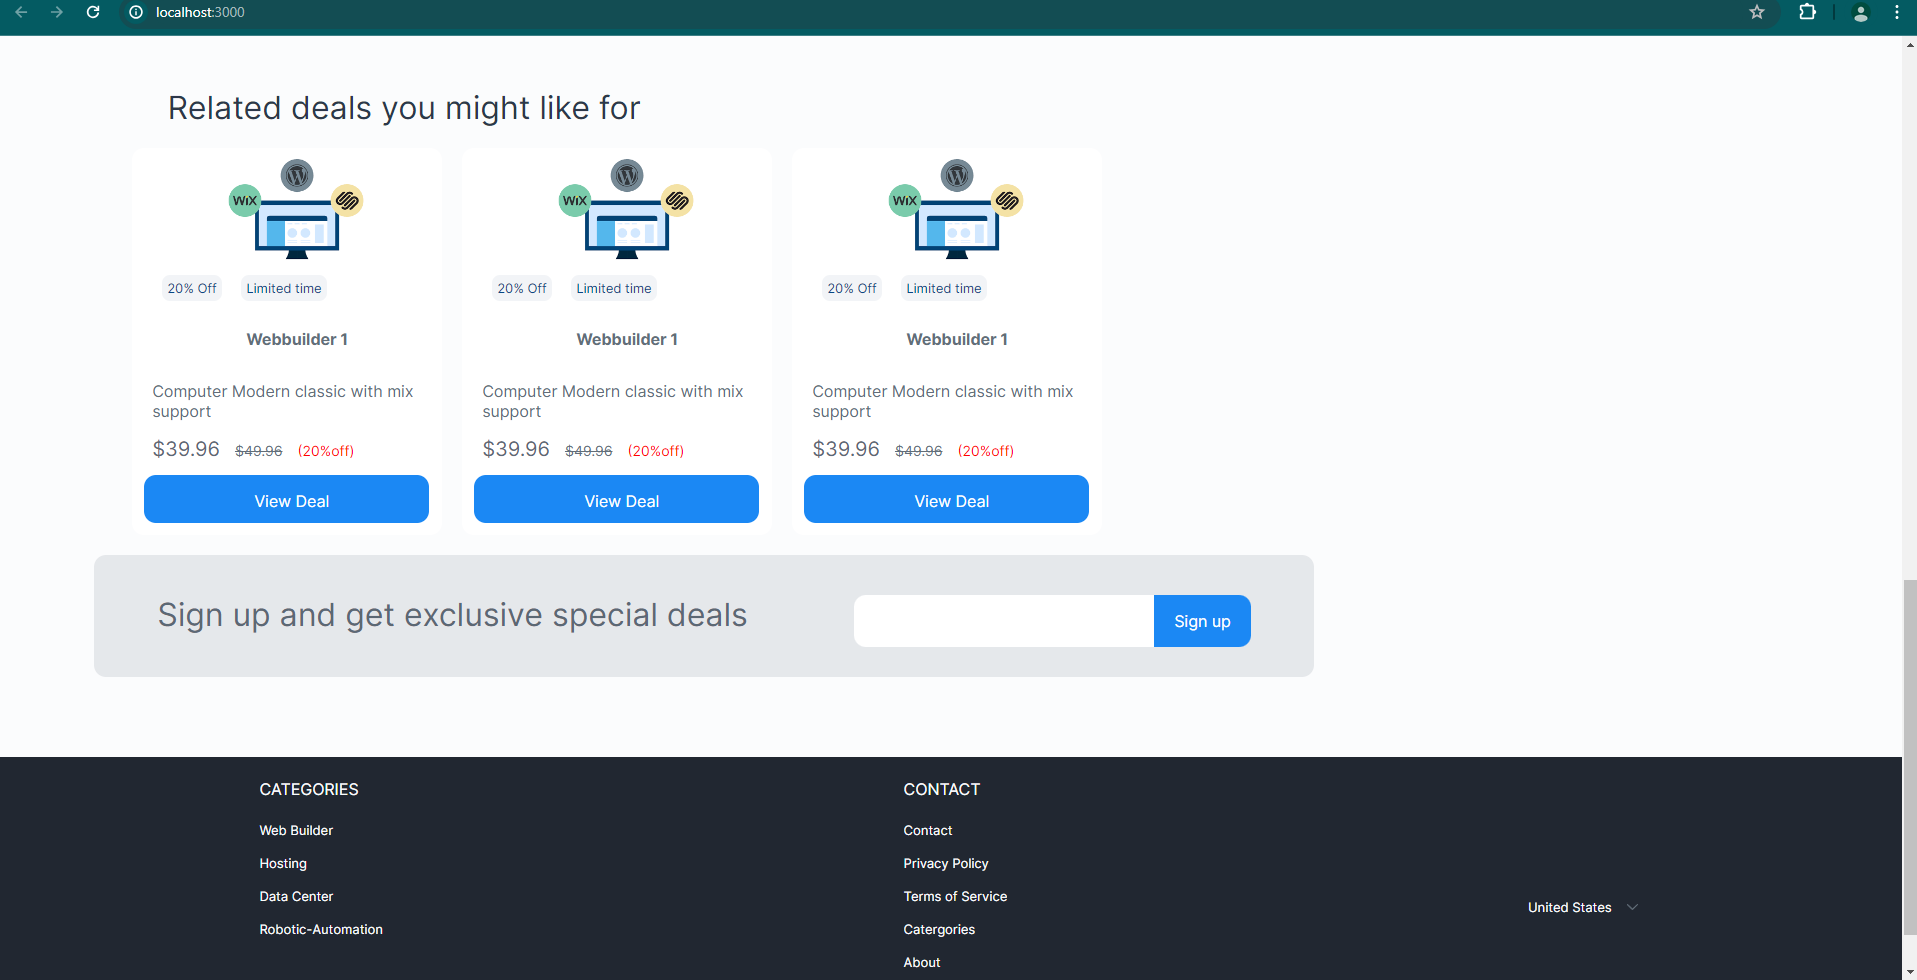 localhost:3000
Related deals you might like for
WiX
WiX
WiX
20% Off Limited time
20% Off Limited time
20% Off Limited time
Webbuilder 1
Webbuilder 1
Webbuilder 1
Computer Modern classic with mix
support
Computer Modern classic with mix
support
Computer Modern classic with mix
support
$39.96 $49.96 (20%off)
$39.96 $49.96 (20%off)
$39.96 $49.96 (20%off)
View Deal
View Deal
View Deal
Sign up and get exclusive special deals
Sign up
CATEGORIES
Web Builder
Hosting
Data Center
Robotic-Automation
CONTACT
Contact
Privacy Policy
Terms of Service
Catergories
About
United States